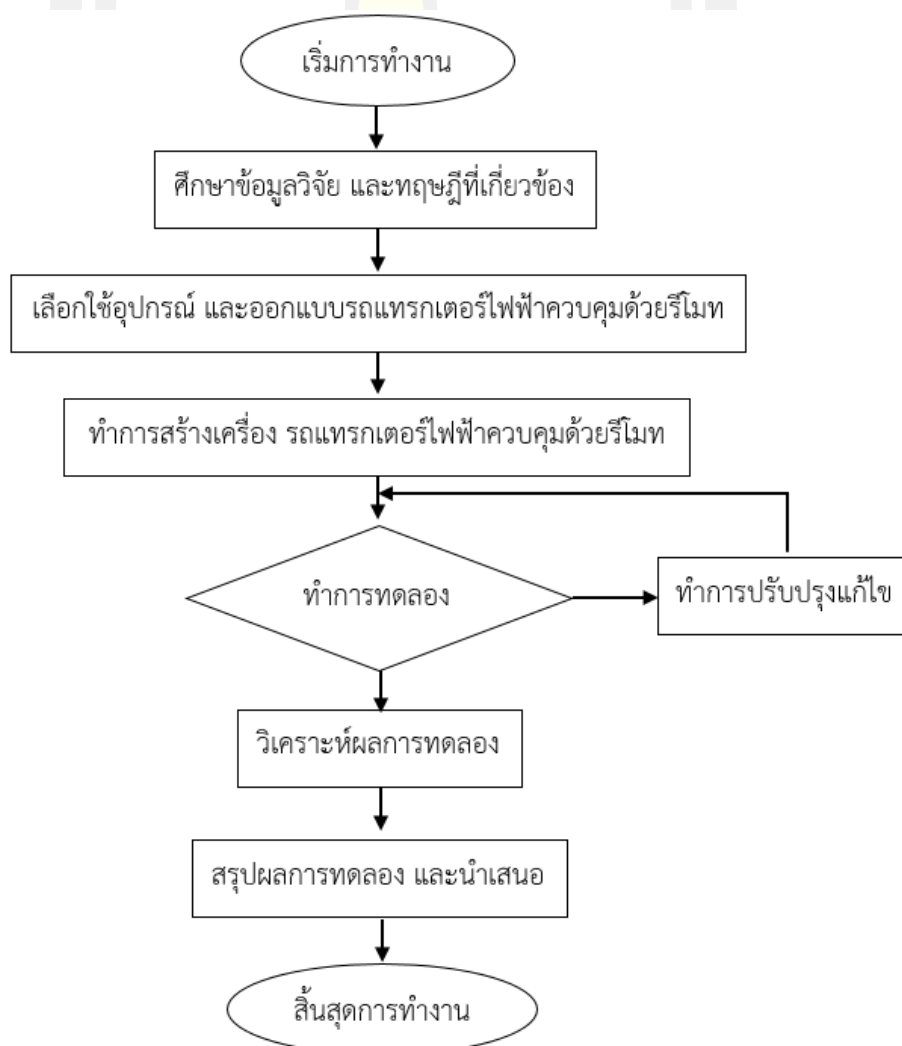 เริ่มการทำงาน
ศึกษาข้อมูลวิจัย และทฤษฎีที่เกี่ยวข้อง
เลือกใช้อุปกรณ์ และออกแบบรถแทรกเตอร์ไฟฟ้าควบคุมด้วยรีโมท
ทำการสร้างเครื่อง รถแทรกเตอร์ไฟฟ้าควบคุมด้วยรีโมท
ทำการทดลอง
ทำการปรับปรุงแก้ไข
วิเคราะห์ผลการทดลอง
สรุปผลการทดลอง และนำเสนอ
สิ้นสุดการทำงาน